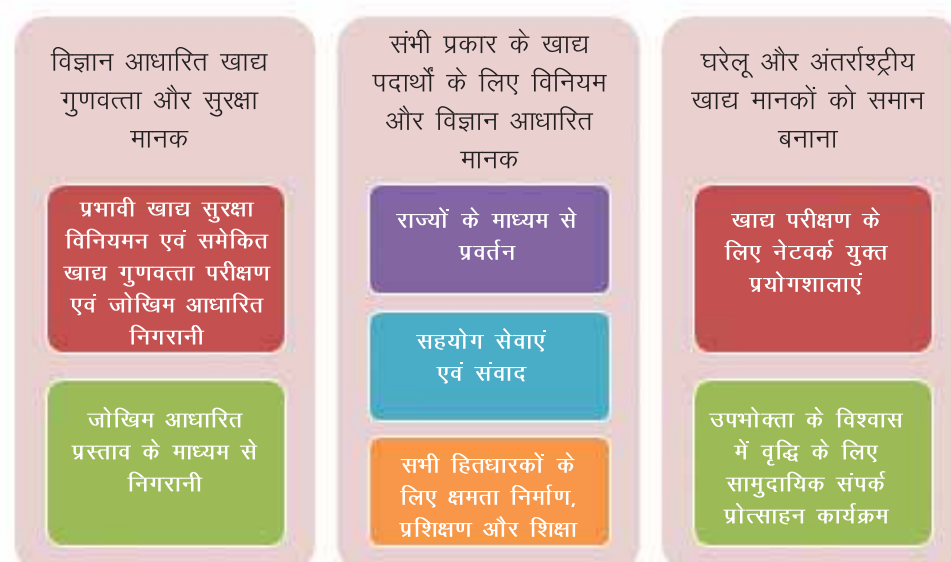 विज्ञान आधारित खाद्य
गुणवत्ता और सुरक्षा
मानक
प्रभावी खाद्य सुरक्षा
विनियमन एवं समेकित
खाद्य गुणवत्ता परीक्षण
एवं जोखिम आधारित
निगरानी
जोखिम आधारित
प्रस्ताव के माध्यम से
निगरानी
संभी प्रकार के खाद्य
पदार्थों के लिए विनियम
और विज्ञान आधारित
मानक
राज्यों के माध्यम से
प्रवर्तन
सहयोग सेवाएं
एवं संवाद
सभी हितधारकों के
लिए क्षमता निर्माण,
प्रशिक्षण और शिक्षा
घरेलू और अंतर्राश्ट्रीय
खाद्य मानकों को समान
बनाना
खाद्य परीक्षण के
लिए नेटवर्क युक्त
प्रयोगशालाएं
उपभोक्ता के विश्वास
में वृद्धि के लिए
सामुदायिक संपर्क
प्रोत्साहन कार्यक्रम